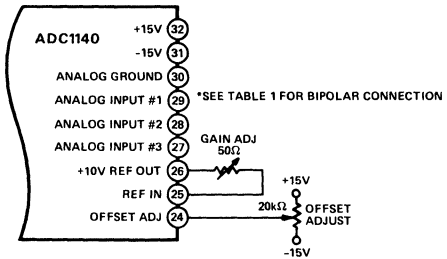 ADC1140
+15V 32
-15V 31
ANALOG GROUND 30
ANALOG INPUT #1 29 *SEE TABLE 1 FOR BIPOLAR CONNECTION
ANALOG INPUT #2 28
ANALOG INPUT #3 27
GAIN ADJ
50Ω
+10V REF OUT 26
REF IN 25
OFFSET ADJ 24
+15V
20kΩ
OFFSET
ADJUST
-15V